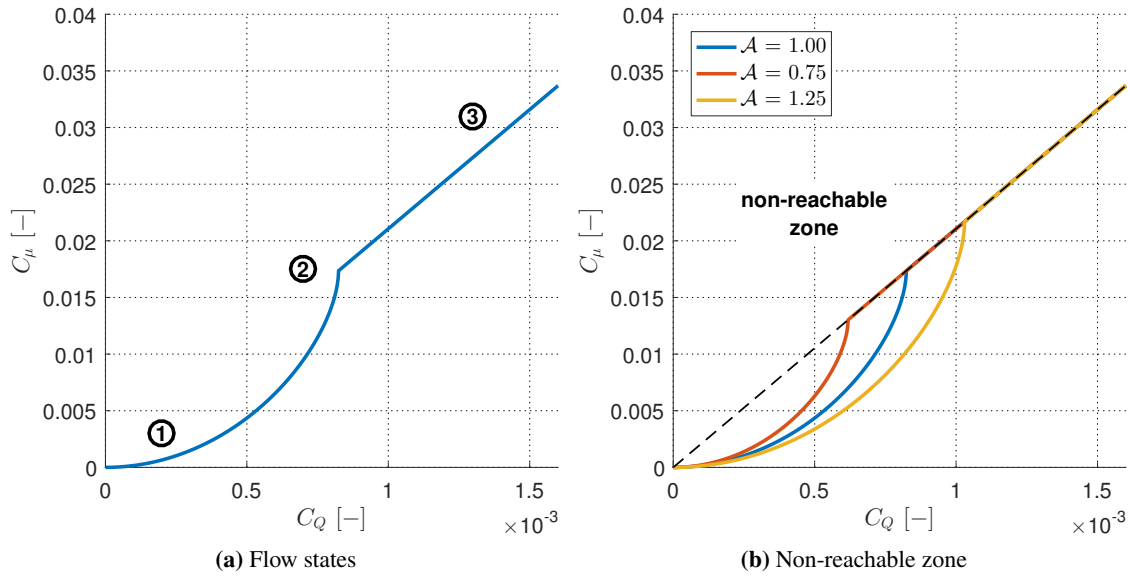 0.04
0.035
0.03
0.025
0.02
0.015
0.01
0.005
0
C_μ [−]
①
②
③
0
0.5
1
1.5
×10⁻³
C_Q [−]
(a) Flow states
0.04
0.035
0.03
0.025
0.02
0.015
0.01
0.005
0
C_μ [−]
𝒜 = 1.00
𝒜 = 0.75
𝒜 = 1.25
non-reachable
zone
0
0.5
1
1.5
×10⁻³
C_Q [−]
(b) Non-reachable zone